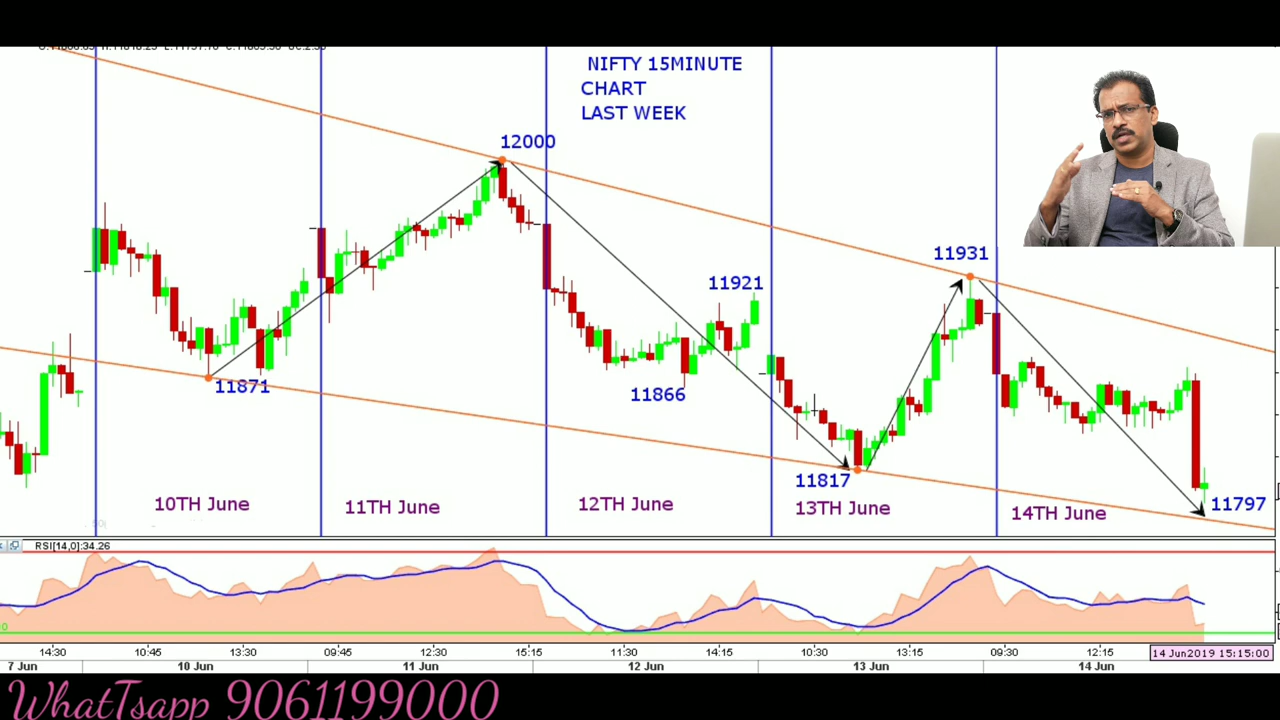 NIFTY 15MINUTE
CHART
LAST WEEK
12000
11931
11921
11871
11866
11817
11797
10TH June
11TH June
12TH June
13TH June
14TH June
RSI[14,0]:34.26
14:30 10:45 13:30 09:45 12:30 15:15 11:30 14:15 10:30 13:15 09:30 12:15 14 Jun2019 15:15:00
7 Jun 10 Jun 11 Jun 12 Jun 13 Jun 14 Jun
WhatTsapp 9061199000